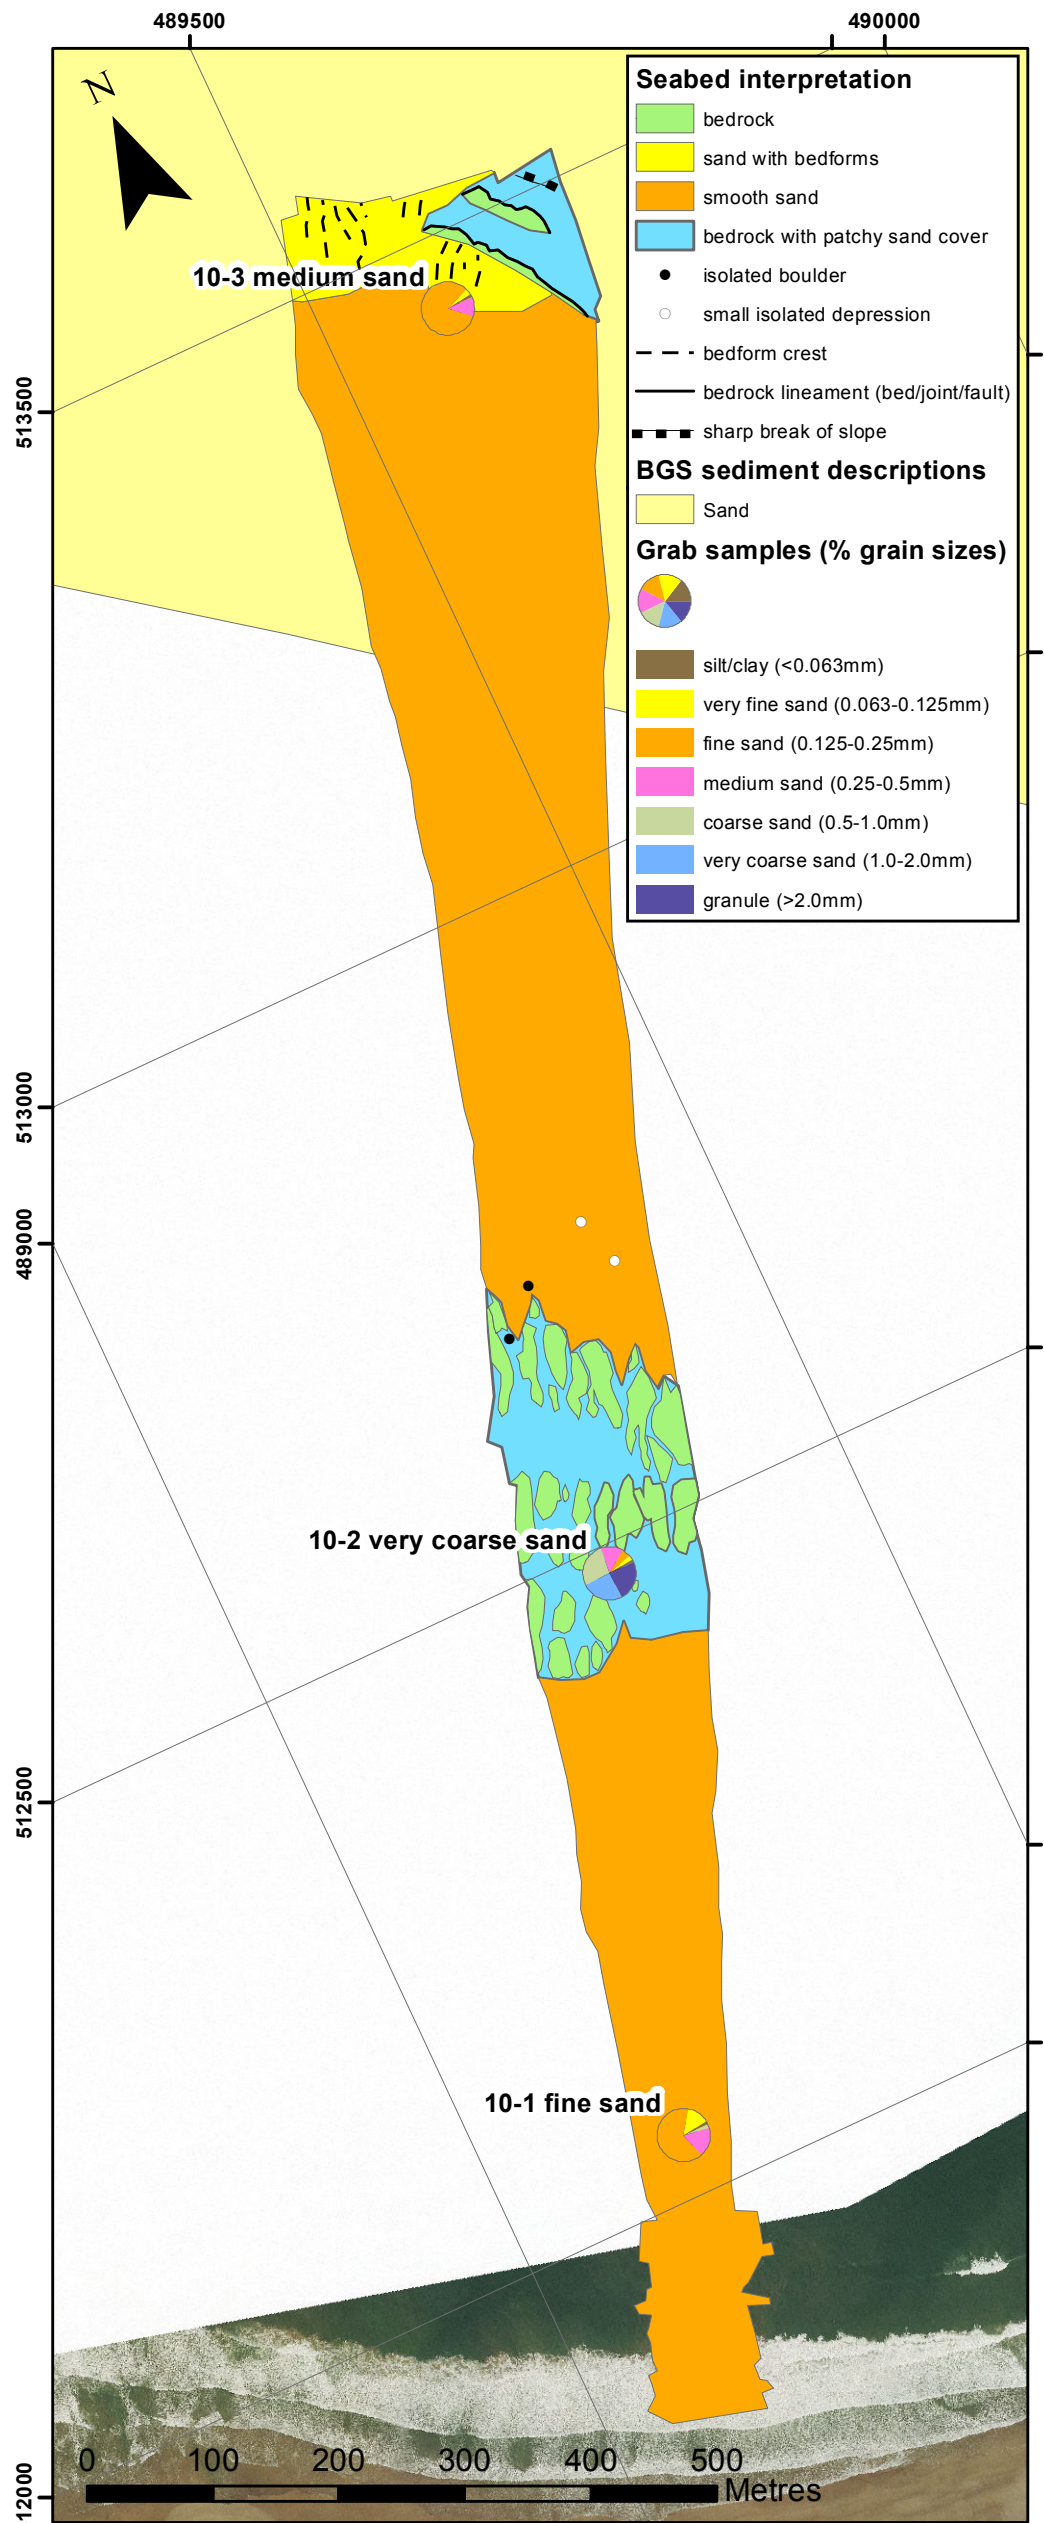 489500
490000
N
Seabed interpretation
bedrock
sand with bedforms
smooth sand
bedrock with patchy sand cover
isolated boulder
small isolated depression
bedform crest
bedrock lineament (bed/joint/fault)
sharp break of slope
BGS sediment descriptions
Sand
Grab samples (% grain sizes)
silt/clay (<0.063mm)
very fine sand (0.063-0.125mm)
fine sand (0.125-0.25mm)
medium sand (0.25-0.5mm)
coarse sand (0.5-1.0mm)
very coarse sand (1.0-2.0mm)
granule (>2.0mm)
10-3 medium sand
513500
513000
489000
10-2 very coarse sand
512500
10-1 fine sand
0 100 200 300 400 500
Metres
12000